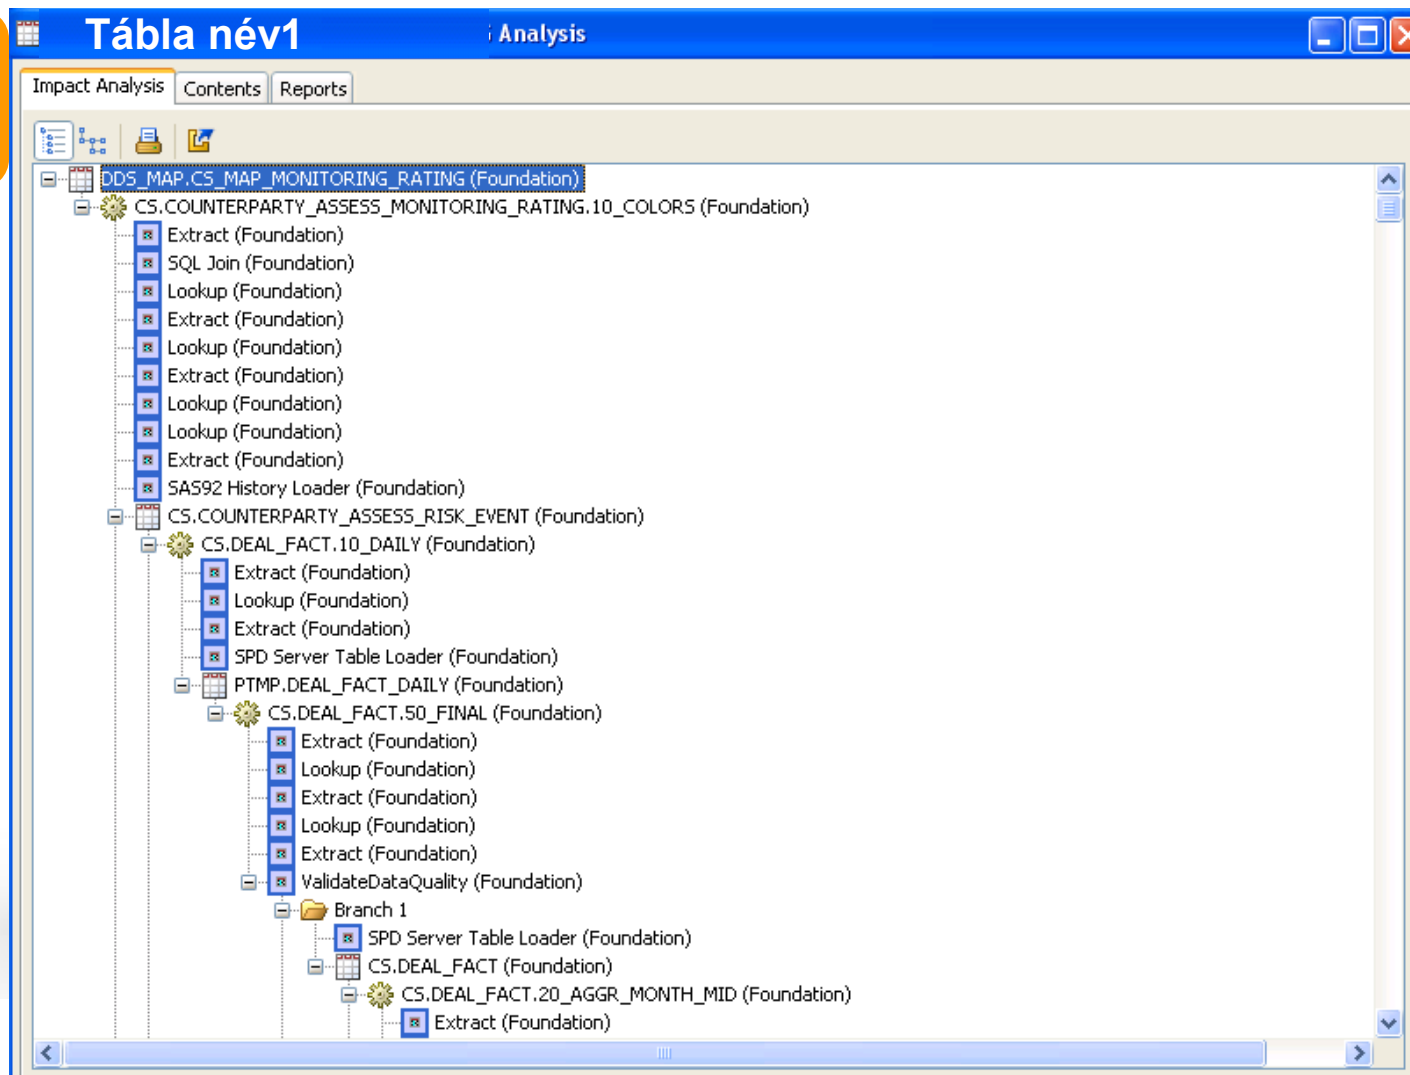 Tábla név1 Analysis
Impact Analysis Contents Reports
DDS_MAP.CS_MAP_MONITORING_RATING (Foundation)
CS.COUNTERPARTY_ASSESS_MONITORING_RATING.10_COLORS (Foundation)
Extract (Foundation)
SQL Join (Foundation)
Lookup (Foundation)
Extract (Foundation)
Lookup (Foundation)
Extract (Foundation)
Lookup (Foundation)
Lookup (Foundation)
Extract (Foundation)
SAS92 History Loader (Foundation)
CS.COUNTERPARTY_ASSESS_RISK_EVENT (Foundation)
CS.DEAL_FACT.10_DAILY (Foundation)
Extract (Foundation)
Lookup (Foundation)
Extract (Foundation)
SPD Server Table Loader (Foundation)
PTMP.DEAL_FACT_DAILY (Foundation)
CS.DEAL_FACT.50_FINAL (Foundation)
Extract (Foundation)
Lookup (Foundation)
Extract (Foundation)
Lookup (Foundation)
Extract (Foundation)
ValidateDataQuality (Foundation)
Branch 1
SPD Server Table Loader (Foundation)
CS.DEAL_FACT (Foundation)
CS.DEAL_FACT.20_AGGR_MONTH_MID (Foundation)
Extract (Foundation)